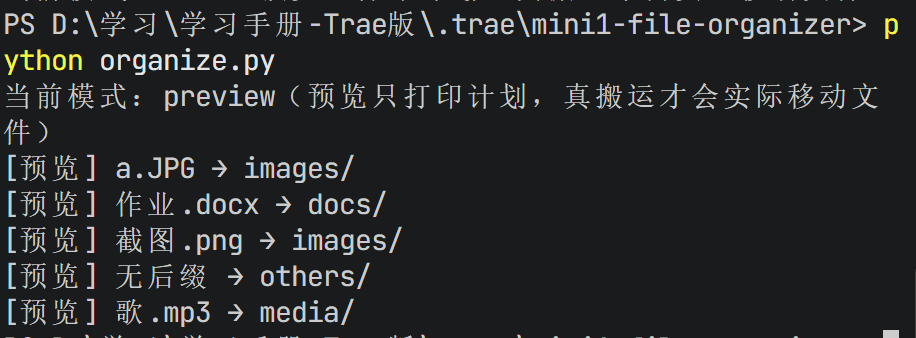 PS D:\学习\学习手册-Trae版\.trae\mini1-file-organizer> p
ython organize.py
当前模式：preview（预览只打印计划，真搬运才会实际移动文
件）
[预览] a.JPG → images/
[预览] 作业.docx → docs/
[预览] 截图.png → images/
[预览] 无后缀 → others/
[预览] 歌.mp3 → media/